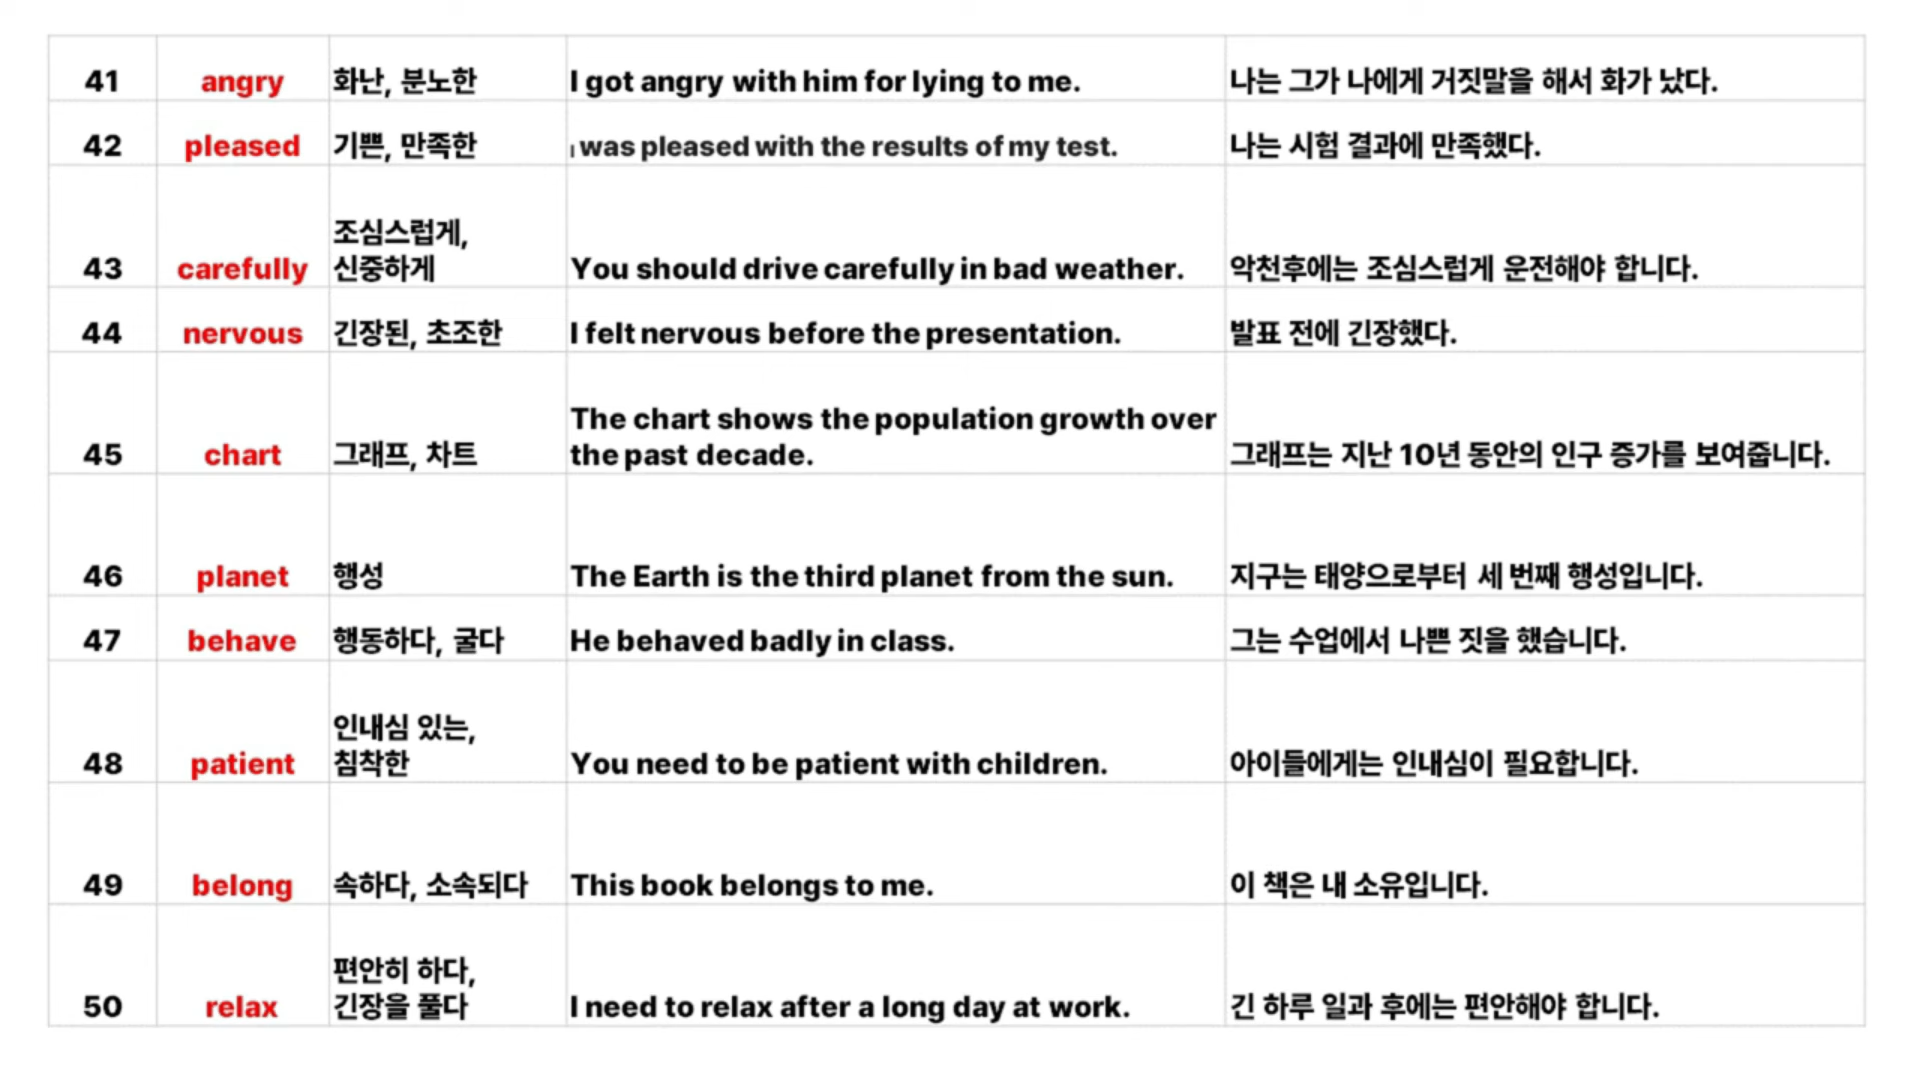 41 angry 화난, 분노한 I got angry with him for lying to me. 나는 그가 나에게 거짓말을 해서 화가 났다.
42 pleased 기쁜, 만족한 I was pleased with the results of my test. 나는 시험 결과에 만족했다.
조심스럽게,
43 carefully 신중하게 You should drive carefully in bad weather. 악천후에는 조심스럽게 운전해야 합니다.
44 nervous 긴장된, 초조한 I felt nervous before the presentation. 발표 전에 긴장했다.
The chart shows the population growth over
45 chart 그래프, 차트 the past decade. 그래프는 지난 10년 동안의 인구 증가를 보여줍니다.
46 planet 행성 The Earth is the third planet from the sun. 지구는 태양으로부터 세 번째 행성입니다.
47 behave 행동하다, 굴다 He behaved badly in class. 그는 수업에서 나쁜 짓을 했습니다.
인내심 있는,
48 patient 침착한 You need to be patient with children. 아이들에게는 인내심이 필요합니다.
49 belong 속하다, 소속되다 This book belongs to me. 이 책은 내 소유입니다.
편안히 하다,
50 relax 긴장을 풀다 I need to relax after a long day at work. 긴 하루 일과 후에는 편안해야 합니다.